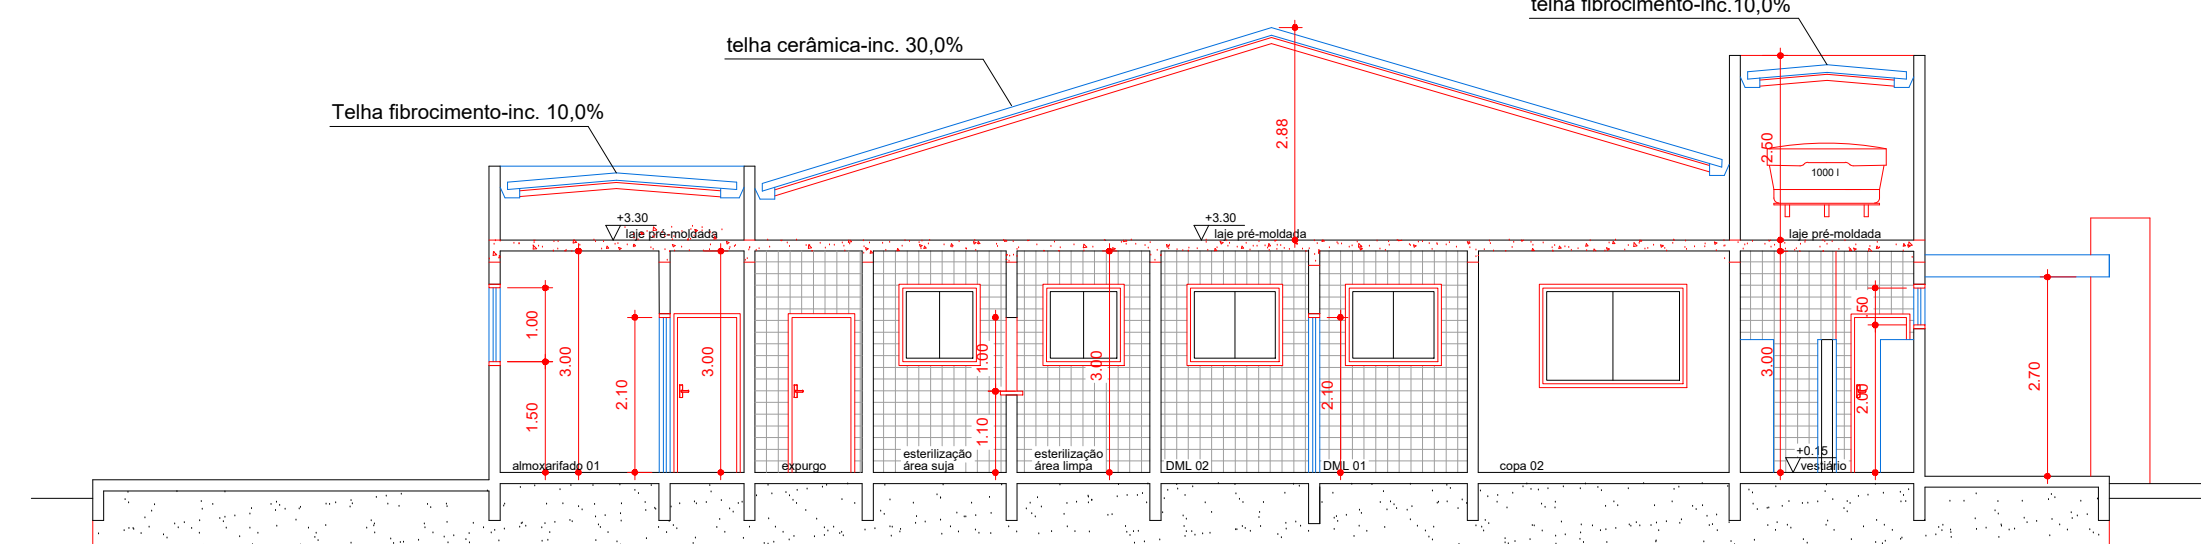 telha fibrocimento-inc.10,0%
telha cerâmica-inc. 30,0%
Telha fibrocimento-inc. 10,0%
2.88
2.50
1000 l
+3.30
laje pré-moldada
+3.30
laje pré-moldada
laje pré-moldada
1.00
3.00
1.50
2.10
3.00
1.00
1.10
3.00
2.10
3.00
.50
2.00
2.70
almoxarifado 01
expurgo
esterilização
área suja
esterilização
área limpa
DML 02
DML 01
copa 02
+0.15
vestiário